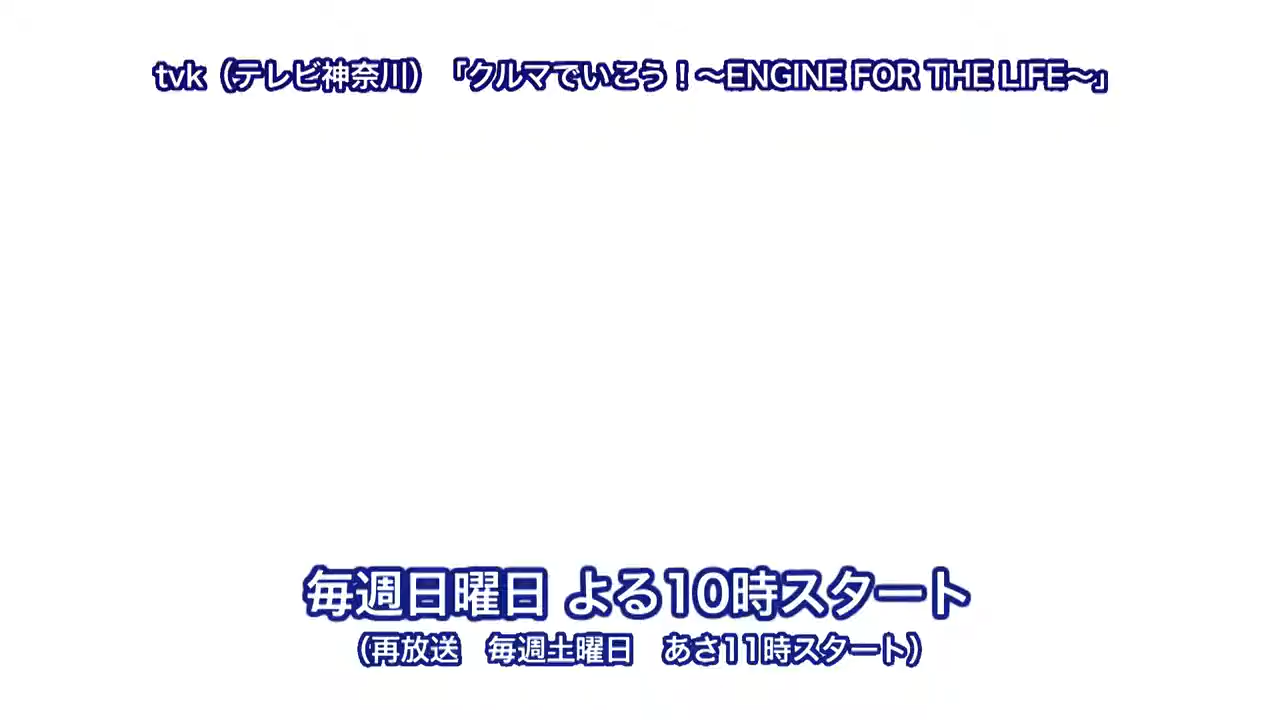 tvk（テレビ神奈川）「クルマでいこう！～ENGINE FOR THE LIFE～」
毎週日曜日 よる10時スタート
（再放送　毎週土曜日　あさ11時スタート）